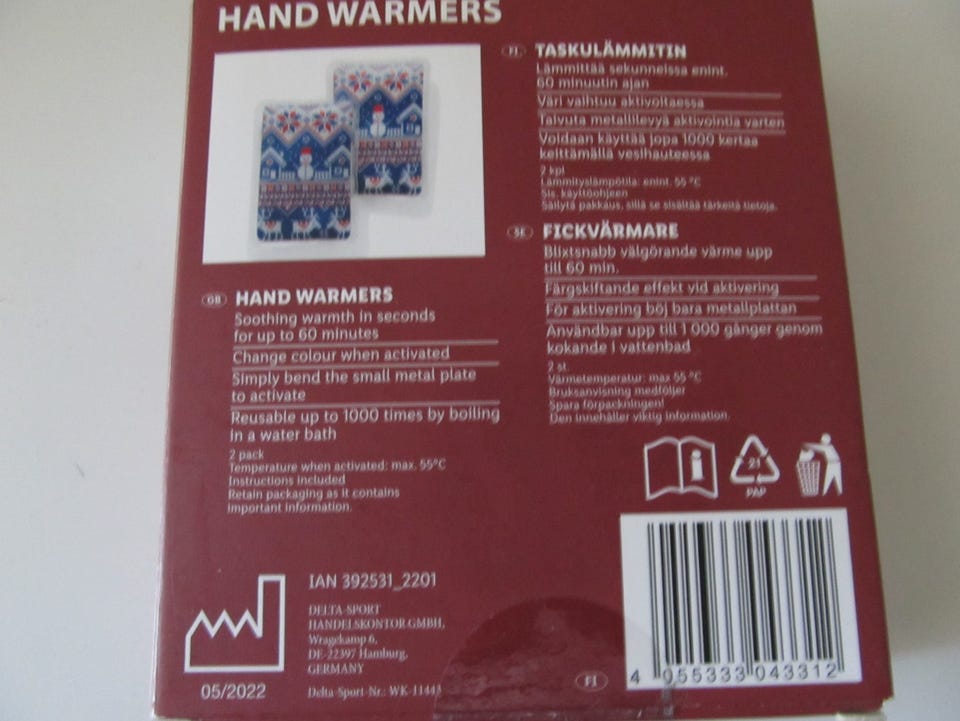 HAND WARMERS
FI TASKULÄMMITIN
Lämmittää sekunneissa enint.
60 minuutin ajan
Väri vaihtuu aktivoitaessa
Taivuta metallilevyä aktivointia varten
Voidaan käyttää jopa 1000 kertaa
keittämällä vesihauteessa
2 kpl
Lämmityslämpötila: enint. 55 °C
Sis. käyttöohjeen
Säilytä pakkaus, sillä se sisältää tärkeitä tietoja.
SE FICKVÄRMARE
Blixtsnabb välgörande värme upp
till 60 min.
Färgskiftande effekt vid aktivering
För aktivering böj bara metallplattan
Användbar upp till 1 000 gånger genom
kokande i vattenbad
2 st.
Värmetemperatur: max 55 °C
Bruksanvisning medföljer
Spara förpackningen!
Den innehåller viktig information.
GB HAND WARMERS
Soothing warmth in seconds
for up to 60 minutes
Change colour when activated
Simply bend the small metal plate
to activate
Reusable up to 1000 times by boiling
in a water bath
2 pack
Temperature when activated: max. 55°C
Instructions included
Retain packaging as it contains
important information.
21
PAP
IAN 392531_2201
DELTA-SPORT
HANDELSKONTOR GMBH,
Wragekamp 6,
DE-22397 Hamburg,
GERMANY
05/2022
Delta-Sport-Nr.: WK-11443
FI
4 055333 043312